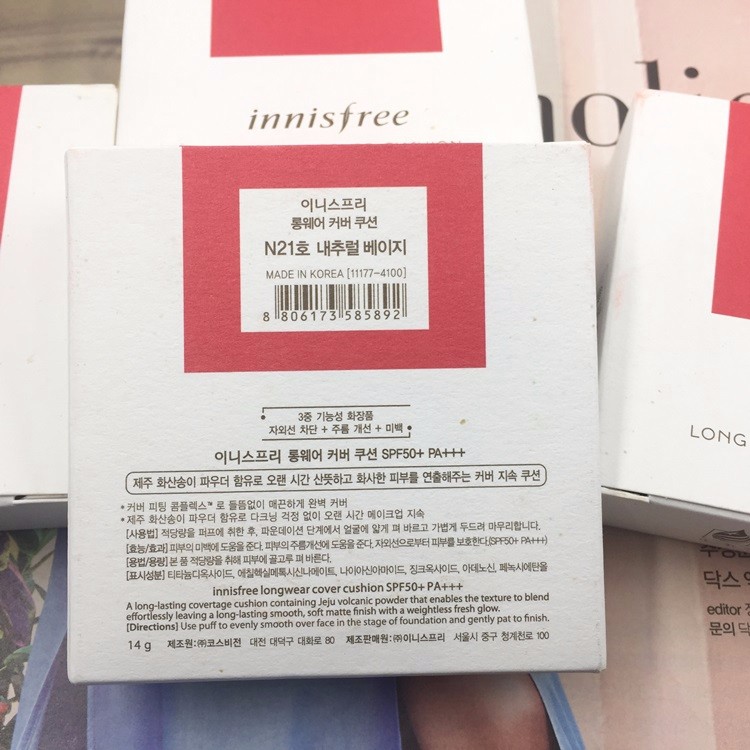 innisfree
이니스프리
롱웨어 커버 쿠션
N21호 내추럴 베이지
MADE IN KOREA [11177-4100]
8 806173 585892
3중 기능성 화장품
자외선 차단 + 주름 개선 + 미백
이니스프리 롱웨어 커버 쿠션 SPF50+ PA+++
제주 화산송이 파우더 함유로 오랜 시간 산뜻하고 화사한 피부를 연출해주는 커버 지속 쿠션
• 커버 피팅 콤플렉스™ 로 들뜸없이 매끈하게 완벽 커버
• 제주 화산송이 파우더 함유로 다크닝 걱정 없이 오랜 시간 메이크업 지속
[사용법] 적당량을 퍼프에 취한 후, 파운데이션 단계에서 얼굴에 얇게 펴 바르고 가볍게 두드려 마무리합니다.
[효능/효과] 피부의 미백에 도움을 준다. 피부의 주름개선에 도움을 준다. 자외선으로부터 피부를 보호한다.(SPF50+ PA+++)
[용법/용량] 본 품 적당량을 취해 피부에 골고루 펴 바른다.
[표시성분] 티타늄디옥사이드, 에칠헥실메톡시신나메이트, 나이아신아마이드, 징크옥사이드, 아데노신, 페녹시에탄올
innisfree longwear cover cushion SPF50+ PA+++
A long-lasting covertage cushion containing Jeju volcanic powder that enables the texture to blend
effortlessly leaving a long-lasting smooth, soft matte finish with a weightless fresh glow.
[Directions] Use puff to evenly smooth over face in the stage of foundation and gently pat to finish.
14 g 제조원:㈜코스비전 대전 대덕구 대화로 80 제조판매원:㈜이니스프리 서울시 중구 청계천로 100
LONG
holic
닥스
editor
문의 닥